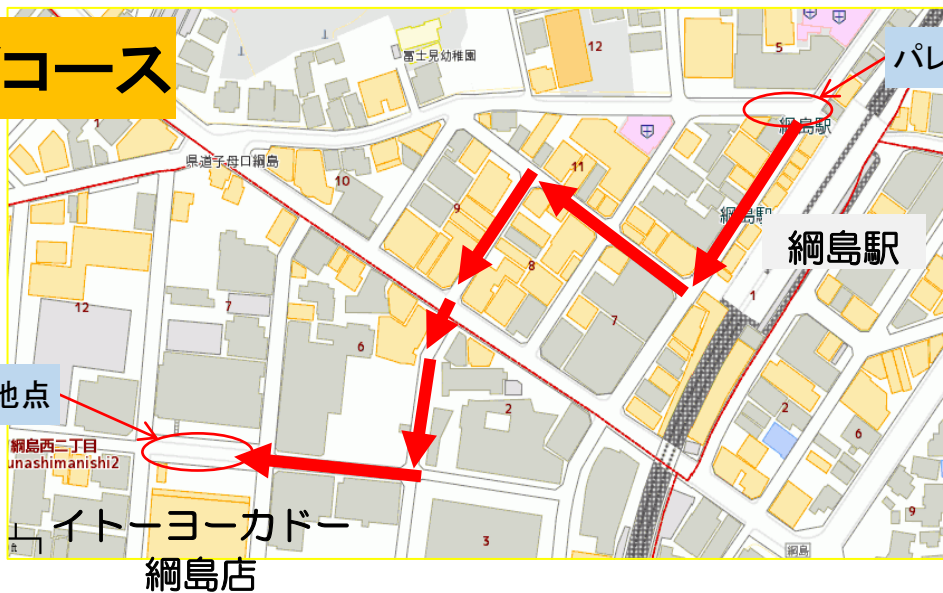 コース
パレ
富士見幼稚園
12
5
1
綱島駅
県道子母口綱島
11
10
9
綱島駅
綱島駅
8
1
12
7
7
6
地点
2
2
6
綱島西二丁目
unashimanishi2
9
イトーヨーカドー
3
綱島店
綱島